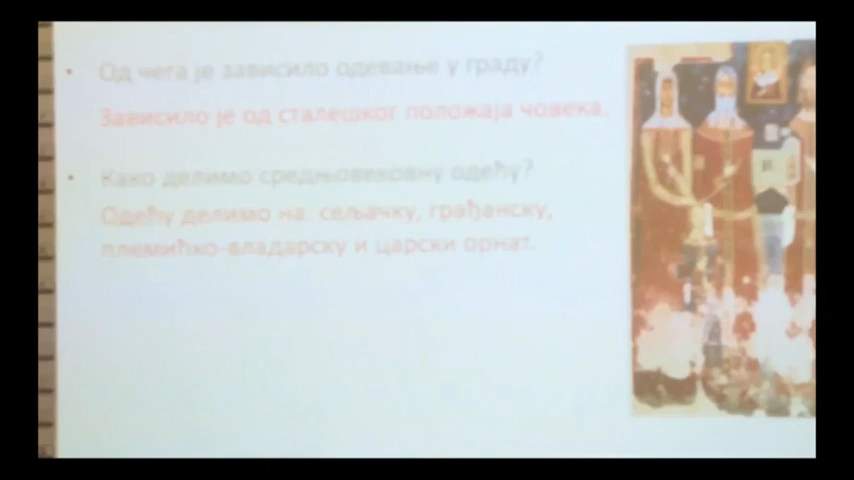 • Од чега је зависило одевање у граду?
Зависило је од сталешког положаја човека.
• Како делимо средњовековну одећу?
Одећу делимо на: сељачку, грађанску,
племићко-владарску и царски орнат.